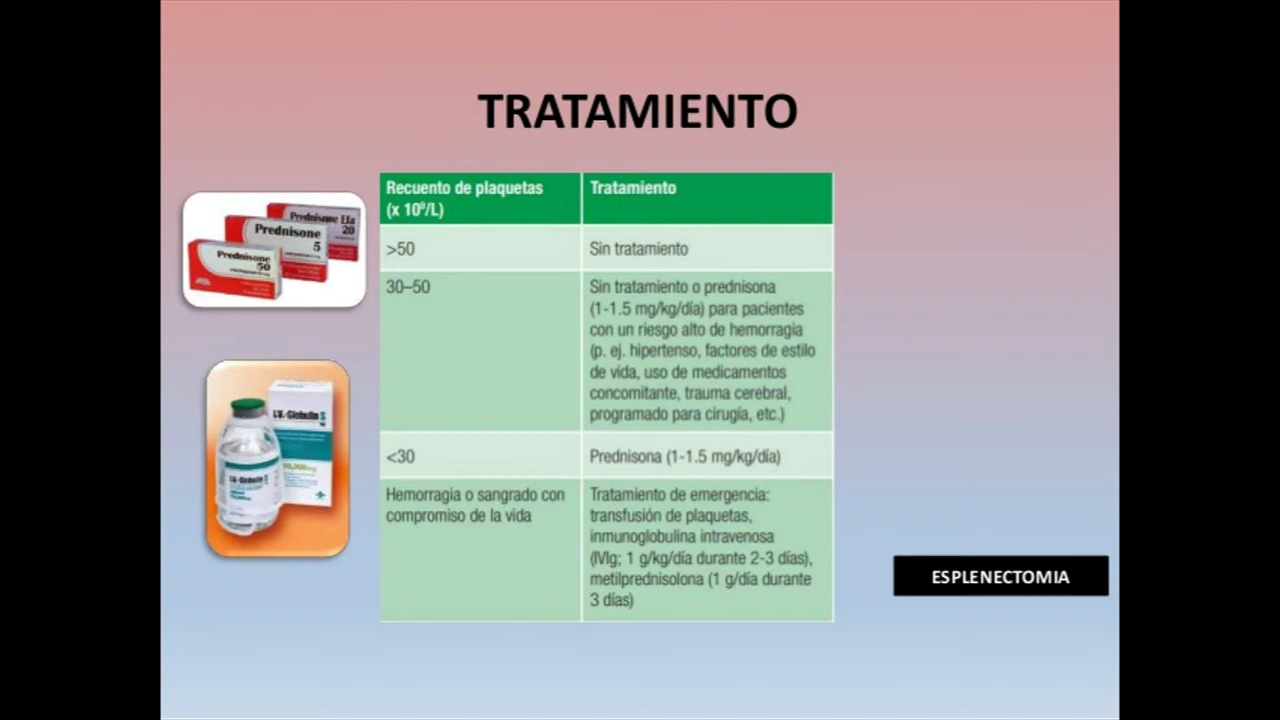 TRATAMIENTO
Recuento de plaquetas
(x 10⁹/L)
Tratamiento
>50
Sin tratamiento
30–50
Sin tratamiento o prednisona
(1-1.5 mg/kg/día) para pacientes
con un riesgo alto de hemorragia
(p. ej. hipertenso, factores de estilo
de vida, uso de medicamentos
concomitante, trauma cerebral,
programado para cirugía, etc.)
<30
Prednisona (1-1.5 mg/kg/día)
Hemorragia o sangrado con
compromiso de la vida
Tratamiento de emergencia:
transfusión de plaquetas,
inmunoglobulina intravenosa
(IVIg; 1 g/kg/día durante 2-3 días),
metilprednisolona (1 g/día durante
3 días)
Prednisone Lfa
20
Prednisone
5
Prednisone
50
I.V.-Globulin S
I.V.-Globulin S
ESPLENECTOMIA